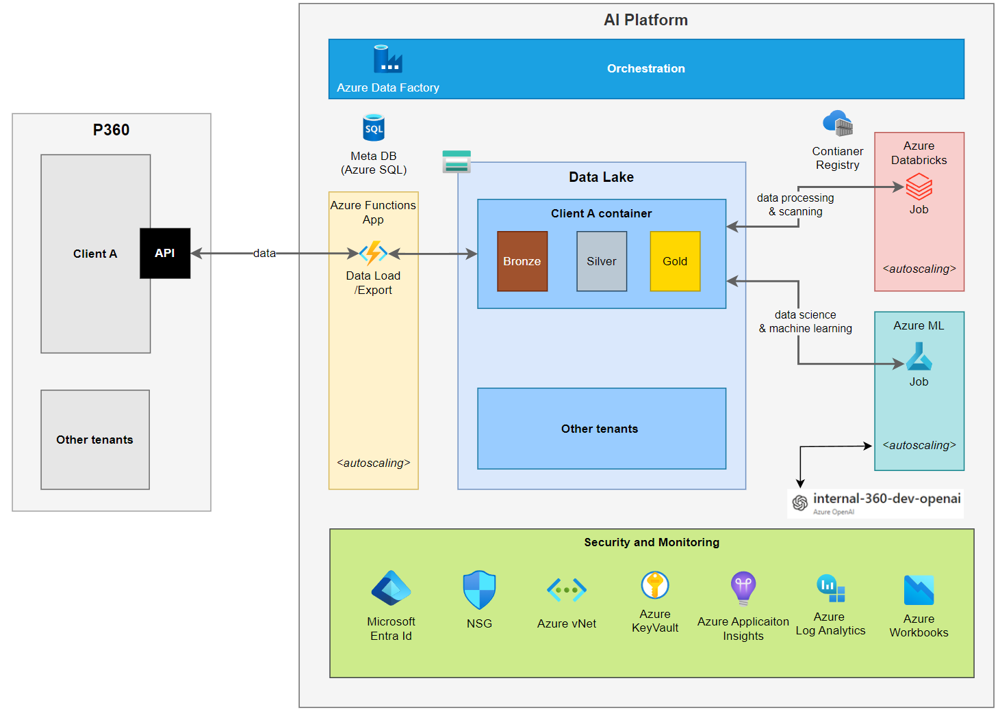 AI Platform
Orchestration
Azure Data Factory
P360
Client A
API
Other tenants
data
SQL
Meta DB
(Azure SQL)
Azure Functions
App
Data Load
/Export
<autoscaling>
Data Lake
Client A container
Bronze
Silver
Gold
Other tenants
Contianer
Registry
data processing
& scanning
data science
& machine learning
Azure
Databricks
Job
<autoscaling>
Azure ML
Job
<autoscaling>
internal-360-dev-openai
Azure OpenAI
Security and Monitoring
Microsoft
Entra Id
NSG
Azure vNet
Azure
KeyVault
Azure Applicaiton
Insights
Azure
Log Analytics
Azure
Workbooks